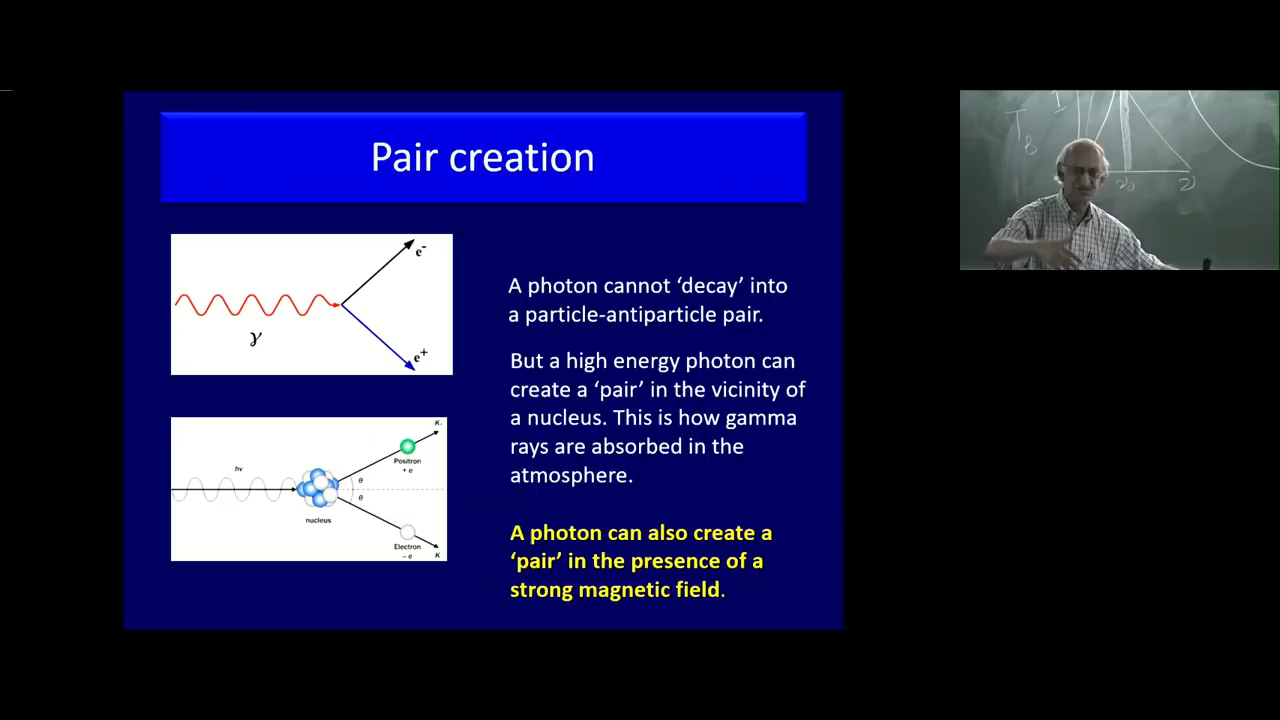 Pair creation
e-
γ
e+
A photon cannot ‘decay’ into
a particle-antiparticle pair.
But a high energy photon can
create a ‘pair’ in the vicinity of
a nucleus. This is how gamma
rays are absorbed in the
atmosphere.
A photon can also create a
‘pair’ in the presence of a
strong magnetic field.
hν
nucleus
K-
Positron
+ e
θ
θ
Electron
– e
K
T B
I
ν0
ν